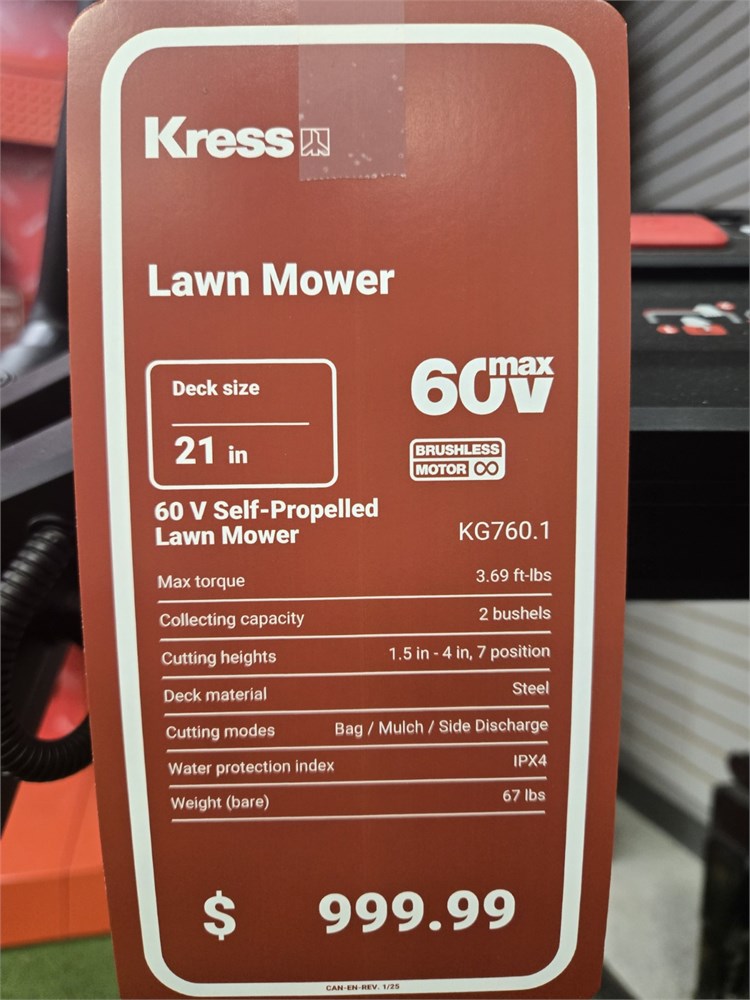 Kress
Lawn Mower
Deck size
21 in
60 max V
BRUSHLESS
MOTOR
60 V Self-Propelled
Lawn Mower
KG760.1
Max torque 3.69 ft-lbs
Collecting capacity 2 bushels
Cutting heights 1.5 in - 4 in, 7 position
Deck material Steel
Cutting modes Bag / Mulch / Side Discharge
Water protection index IPX4
Weight (bare) 67 lbs
$ 999.99
CAN-EN-REV. 1/25